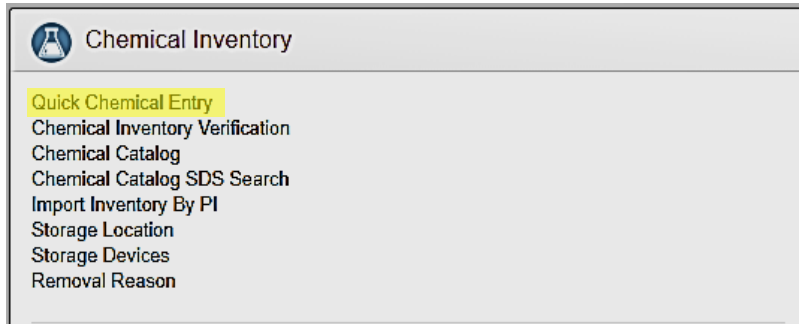 Chemical Inventory
Quick Chemical Entry
Chemical Inventory Verification
Chemical Catalog
Chemical Catalog SDS Search
Import Inventory By PI
Storage Location
Storage Devices
Removal Reason